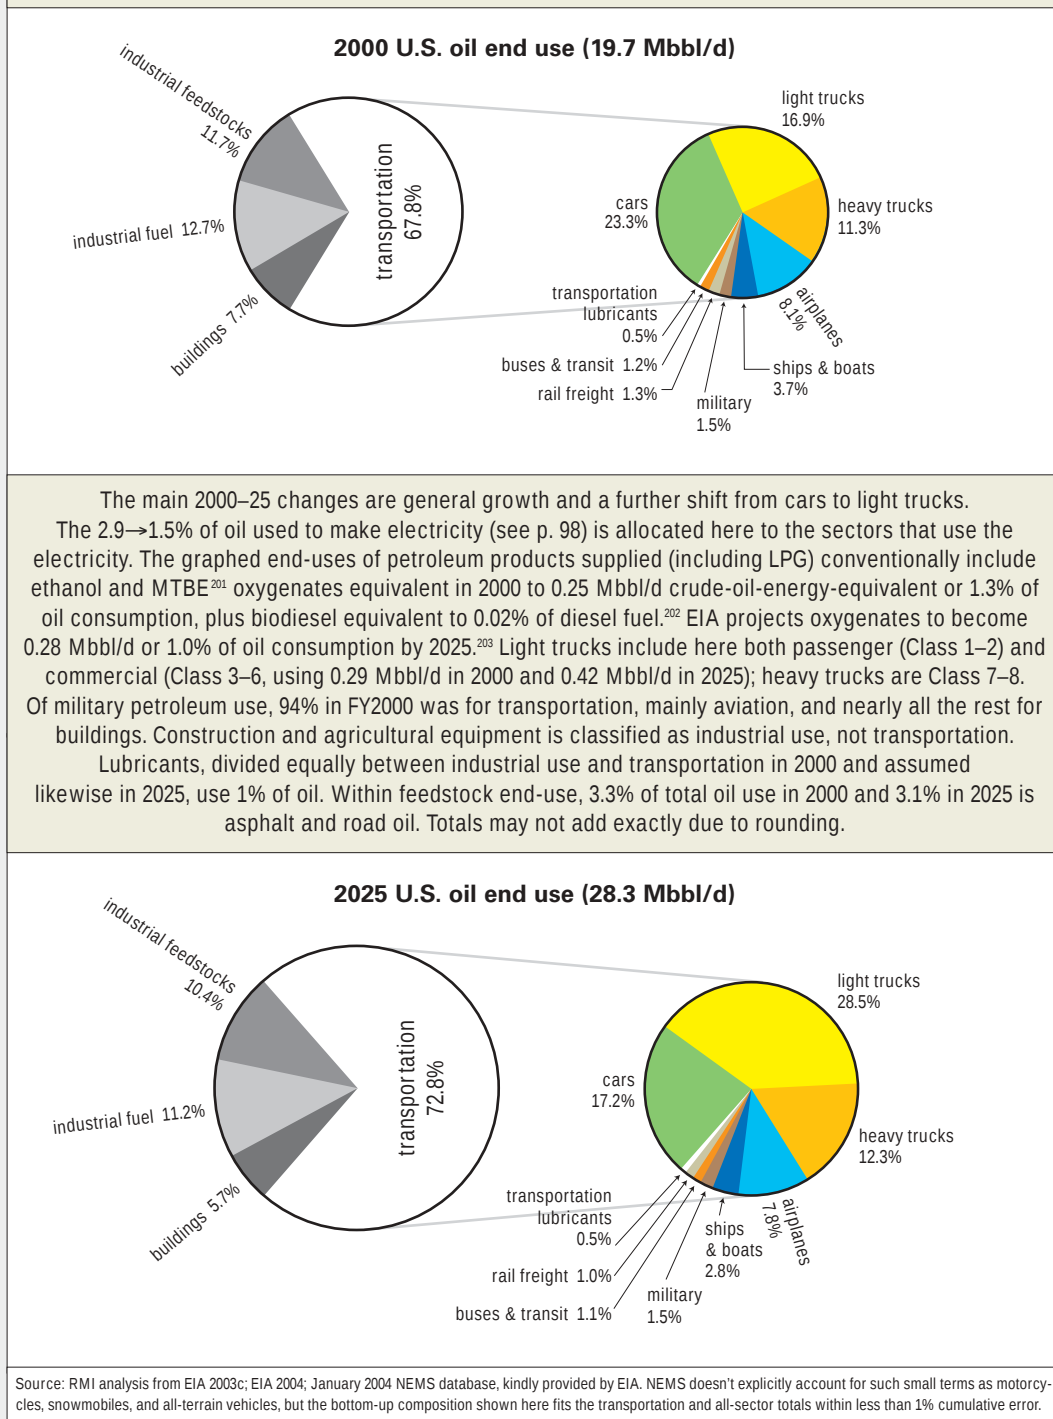 2000 U.S. oil end use (19.7 Mbbl/d)
industrial feedstocks
11.7%
industrial fuel 12.7%
buildings 7.7%
transportation
67.8%
light trucks
16.9%
cars
23.3%
heavy trucks
11.3%
airplanes
8.1%
transportation
lubricants
0.5%
buses & transit 1.2%
rail freight 1.3%
military
1.5%
ships & boats
3.7%
The main 2000–25 changes are general growth and a further shift from cars to light trucks.
The 2.9→1.5% of oil used to make electricity (see p. 98) is allocated here to the sectors that use the
electricity. The graphed end-uses of petroleum products supplied (including LPG) conventionally include
ethanol and MTBE201 oxygenates equivalent in 2000 to 0.25 Mbbl/d crude-oil-energy-equivalent or 1.3% of
oil consumption, plus biodiesel equivalent to 0.02% of diesel fuel.202 EIA projects oxygenates to become
0.28 Mbbl/d or 1.0% of oil consumption by 2025.203 Light trucks include here both passenger (Class 1–2) and
commercial (Class 3–6, using 0.29 Mbbl/d in 2000 and 0.42 Mbbl/d in 2025); heavy trucks are Class 7–8.
Of military petroleum use, 94% in FY2000 was for transportation, mainly aviation, and nearly all the rest for
buildings. Construction and agricultural equipment is classified as industrial use, not transportation.
Lubricants, divided equally between industrial use and transportation in 2000 and assumed
likewise in 2025, use 1% of oil. Within feedstock end-use, 3.3% of total oil use in 2000 and 3.1% in 2025 is
asphalt and road oil. Totals may not add exactly due to rounding.
2025 U.S. oil end use (28.3 Mbbl/d)
industrial feedstocks
10.4%
industrial fuel 11.2%
buildings 5.7%
transportation
72.8%
light trucks
28.5%
cars
17.2%
heavy trucks
12.3%
airplanes
7.8%
transportation
lubricants
0.5%
rail freight 1.0%
buses & transit 1.1%
military
1.5%
ships
& boats
2.8%
Source: RMI analysis from EIA 2003c; EIA 2004; January 2004 NEMS database, kindly provided by EIA. NEMS doesn't explicitly account for such small terms as motorcy-
cles, snowmobiles, and all-terrain vehicles, but the bottom-up composition shown here fits the transportation and all-sector totals within less than 1% cumulative error.